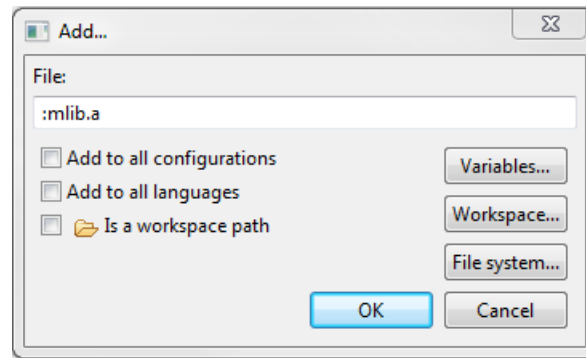 Add...
File:
:mlib.a
Add to all configurations
Add to all languages
Is a workspace path
Variables...
Workspace...
File system...
OK
Cancel